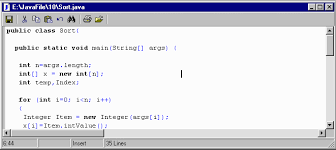 E:\JavaFile\10\Sort.java
public class Sort{
public static void main(String[] args) {
int n=args.length;
int[] x = new int[n];
int temp,Index;
for (int i=0; i<n; i++)
{
Integer Item = new Integer(args[i]);
x[i]=Item.intValue();
6:44 Insert 35 Lines